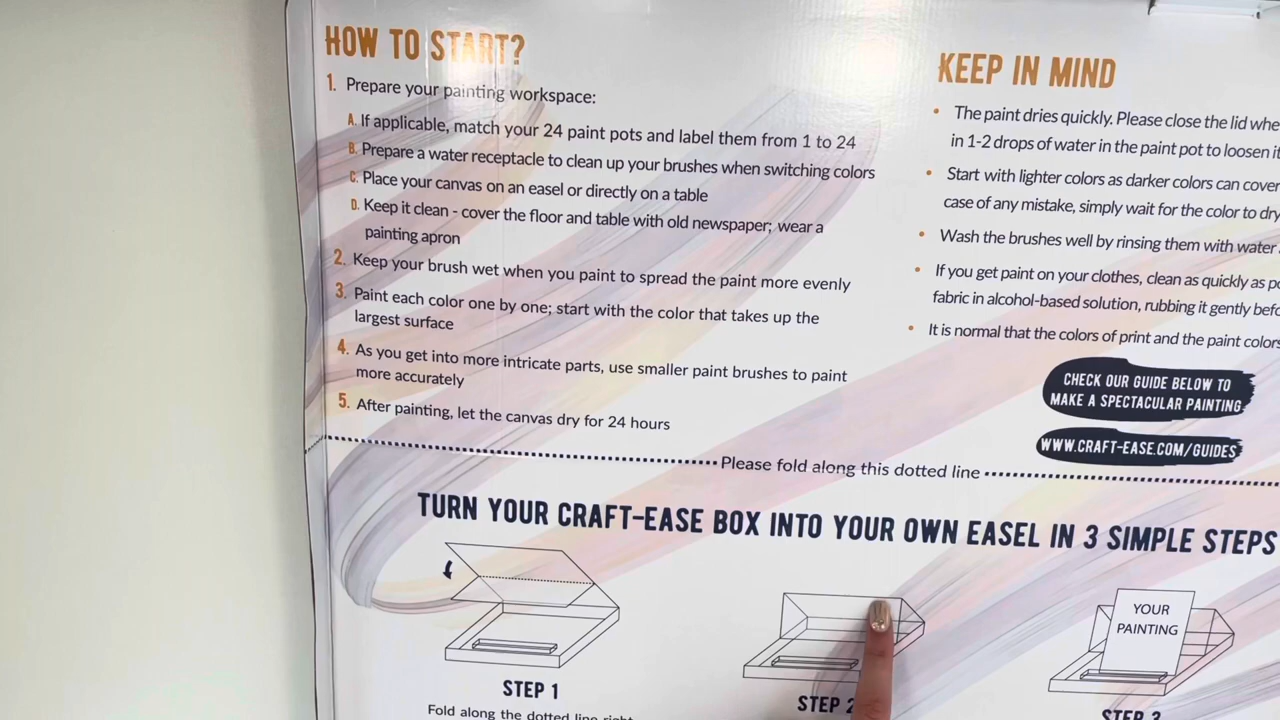 HOW TO START?
1. Prepare your painting workspace:
A. If applicable, match your 24 paint pots and label them from 1 to 24
B. Prepare a water receptacle to clean up your brushes when switching colors
C. Place your canvas on an easel or directly on a table
D. Keep it clean - cover the floor and table with old newspaper; wear a
painting apron
2. Keep your brush wet when you paint to spread the paint more evenly
3. Paint each color one by one; start with the color that takes up the
largest surface
4. As you get into more intricate parts, use smaller paint brushes to paint
more accurately
5. After painting, let the canvas dry for 24 hours
KEEP IN MIND
• The paint dries quickly. Please close the lid whe
in 1-2 drops of water in the paint pot to loosen it
• Start with lighter colors as darker colors can cover
case of any mistake, simply wait for the color to dry
• Wash the brushes well by rinsing them with water
• If you get paint on your clothes, clean as quickly as po
fabric in alcohol-based solution, rubbing it gently befo
• It is normal that the colors of print and the paint colors
CHECK OUR GUIDE BELOW TO
MAKE A SPECTACULAR PAINTING
WWW.CRAFT-EASE.COM/GUIDES
Please fold along this dotted line
TURN YOUR CRAFT-EASE BOX INTO YOUR OWN EASEL IN 3 SIMPLE STEPS
YOUR
PAINTING
STEP 1
STEP 2
STEP 3
Fold along the dotted line right